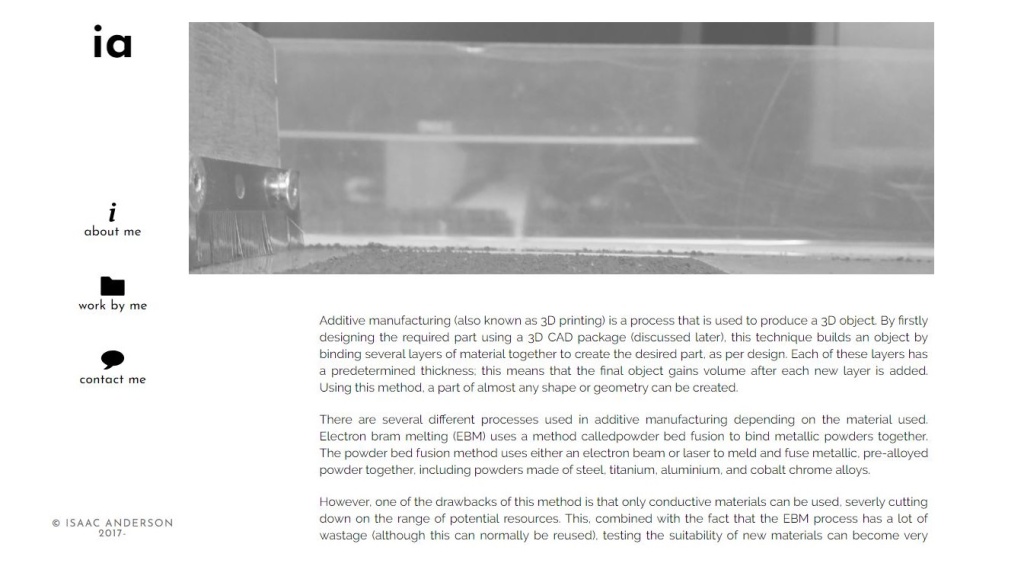 ia
i
about me
work by me
contact me
© ISAAC ANDERSON
2017-
Additive manufacturing (also known as 3D printing) is a process that is used to produce a 3D object. By firstly
designing the required part using a 3D CAD package (discussed later), this technique builds an object by
binding several layers of material together to create the desired part, as per design. Each of these layers has
a predetermined thickness; this means that the final object gains volume after each new layer is added.
Using this method, a part of almost any shape or geometry can be created.
There are several different processes used in additive manufacturing depending on the material used.
Electron bram melting (EBM) uses a method calledpowder bed fusion to bind metallic powders together.
The powder bed fusion method uses either an electron beam or laser to meld and fuse metallic, pre-alloyed
powder together, including powders made of steel, titanium, aluminium, and cobalt chrome alloys.
However, one of the drawbacks of this method is that only conductive materials can be used, severly cutting
down on the range of potential resources. This, combined with the fact that the EBM process has a lot of
wastage (although this can normally be reused), testing the suitability of new materials can become very